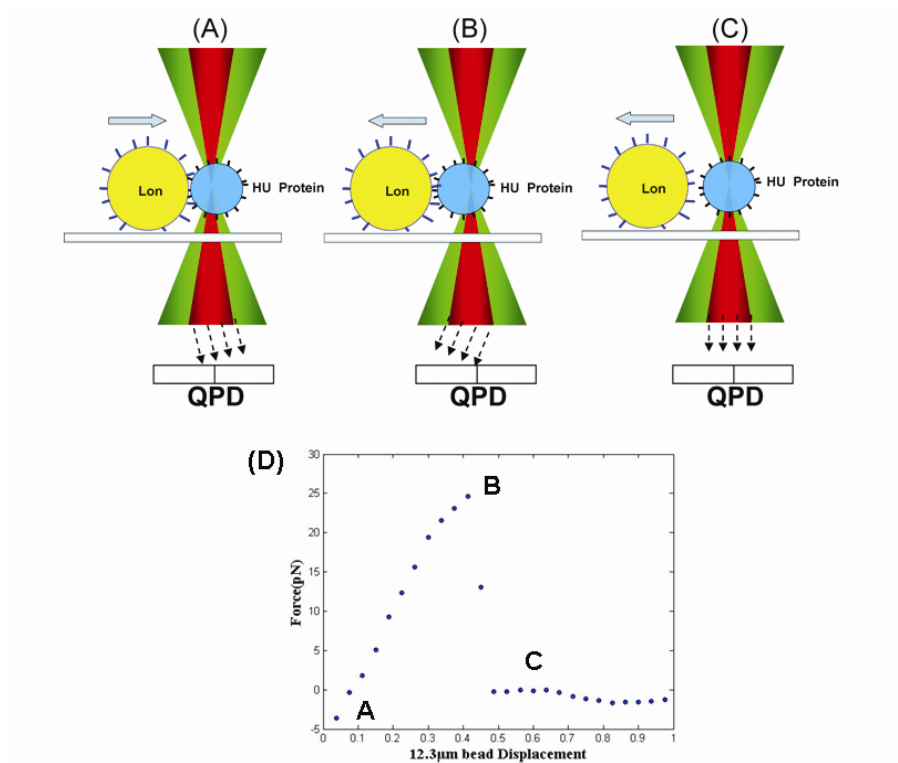 (A)
(B)
(C)
Lon
HU Protein
Lon
HU Protein
Lon
HU Protein
QPD
QPD
QPD
(D)
30
25
20
15
10
5
0
-5
Force(pN)
B
C
A
0 0.1 0.2 0.3 0.4 0.5 0.6 0.7 0.8 0.9 1
12.3μm bead Displacement